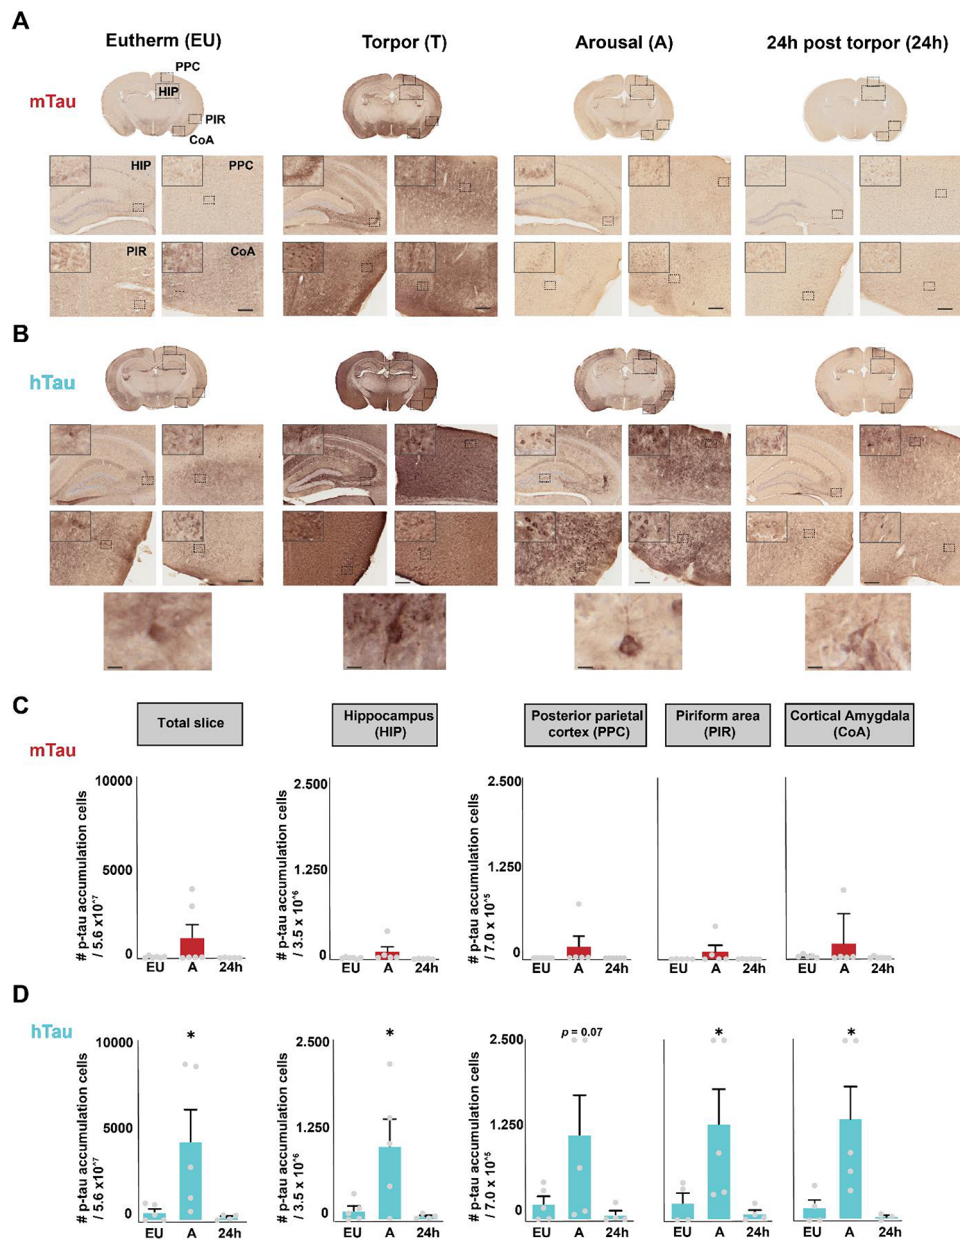 A
Eutherm (EU)
Torpor (T)
Arousal (A)
24h post torpor (24h)
mTau
PPC
HIP
PIR
CoA
HIP
PPC
PIR
CoA
B
hTau
C
Total slice
Hippocampus
(HIP)
Posterior parietal
cortex (PPC)
Piriform area
(PIR)
Cortical Amygdala
(CoA)
mTau
# p-tau accumulation cells
/ 5.6 x10^7
10000
5000
0
EU A 24h
# p-tau accumulation cells
/ 3.5 x 10^6
2.500
1.250
0
EU A 24h
# p-tau accumulation cells
/ 7.0 x 10^5
2.500
1.250
0
EU A 24h
EU A 24h
EU A 24h
D
hTau
# p-tau accumulation cells
/ 5.6 x10^7
10000
5000
0
*
EU A 24h
# p-tau accumulation cells
/ 3.5 x 10^6
2.500
1.250
0
*
EU A 24h
# p-tau accumulation cells
/ 7.0 x 10^5
2.500
1.250
0
p = 0.07
EU A 24h
*
EU A 24h
*
EU A 24h